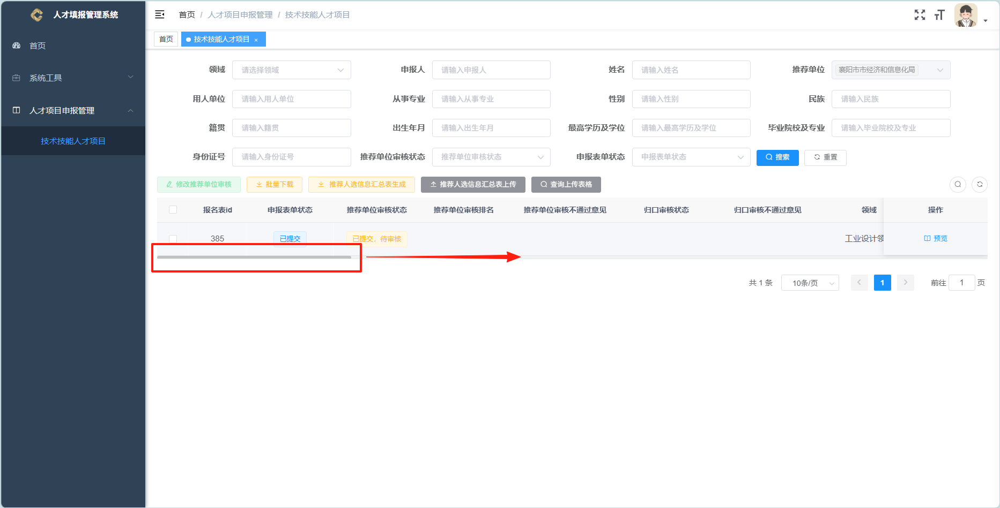 人才填报管理系统
首页 / 人才项目申报管理 / 技术技能人才项目
首页
系统工具
人才项目申报管理
技术技能人才项目
首页 技术技能人才项目 ×
领域 请选择领域 申报人 请输入申报人 姓名 请输入姓名 推荐单位 襄阳市市经济和信息化局
用人单位 请输入用人单位 从事专业 请输入从事专业 性别 请输入性别 民族 请输入民族
籍贯 请输入籍贯 出生年月 请输入出生年月 最高学历及学位 请输入最高学历及学位 毕业院校及专业 请输入毕业院校及专业
身份证号 请输入身份证号 推荐单位审核状态 推荐单位审核状态 申报表单状态 申报表单状态 搜索 重置
修改推荐单位审核 批量下载 推荐人选信息汇总表生成 推荐人选信息汇总表上传 查询上传表格
报名表id 申报表单状态 推荐单位审核状态 推荐单位审核排名 推荐单位审核不通过意见 归口审核状态 归口审核不通过意见 领域 操作
385 已提交 已提交，待审核 工业设计领 预览
共 1 条 10条/页 1 前往 1 页